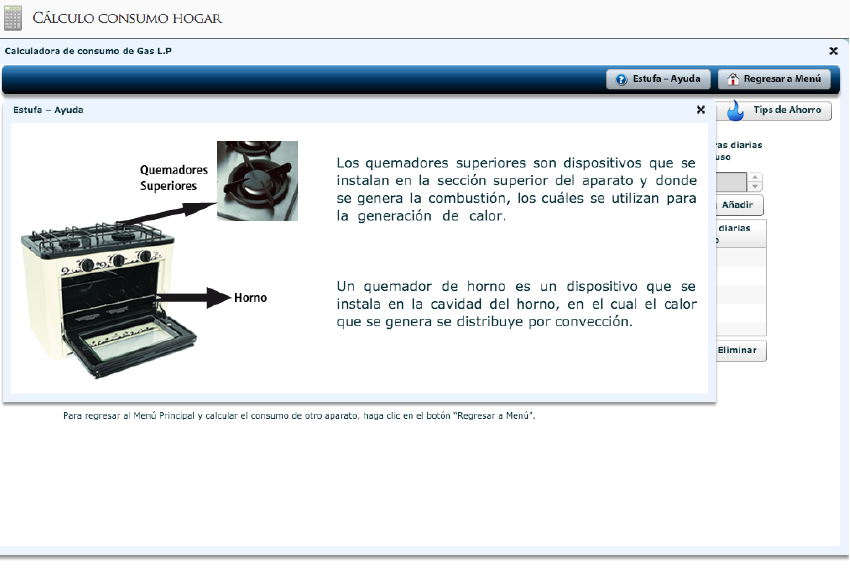 CÁLCULO CONSUMO HOGAR
Calculadora de consumo de Gas L.P
Estufa – Ayuda
Regresar a Menú
Estufa – Ayuda
Tips de Ahorro
Quemadores
Superiores
Los quemadores superiores son dispositivos que se
instalan en la sección superior del aparato y donde
se genera la combustión, los cuáles se utilizan para
la generación de calor.
Horno
Un quemador de horno es un dispositivo que se
instala en la cavidad del horno, en el cual el calor
que se genera se distribuye por convección.
diarias
uso
Añadir
diarias
Eliminar
Para regresar al Menú Principal y calcular el consumo de otro aparato, haga clic en el botón “Regresar a Menú”.